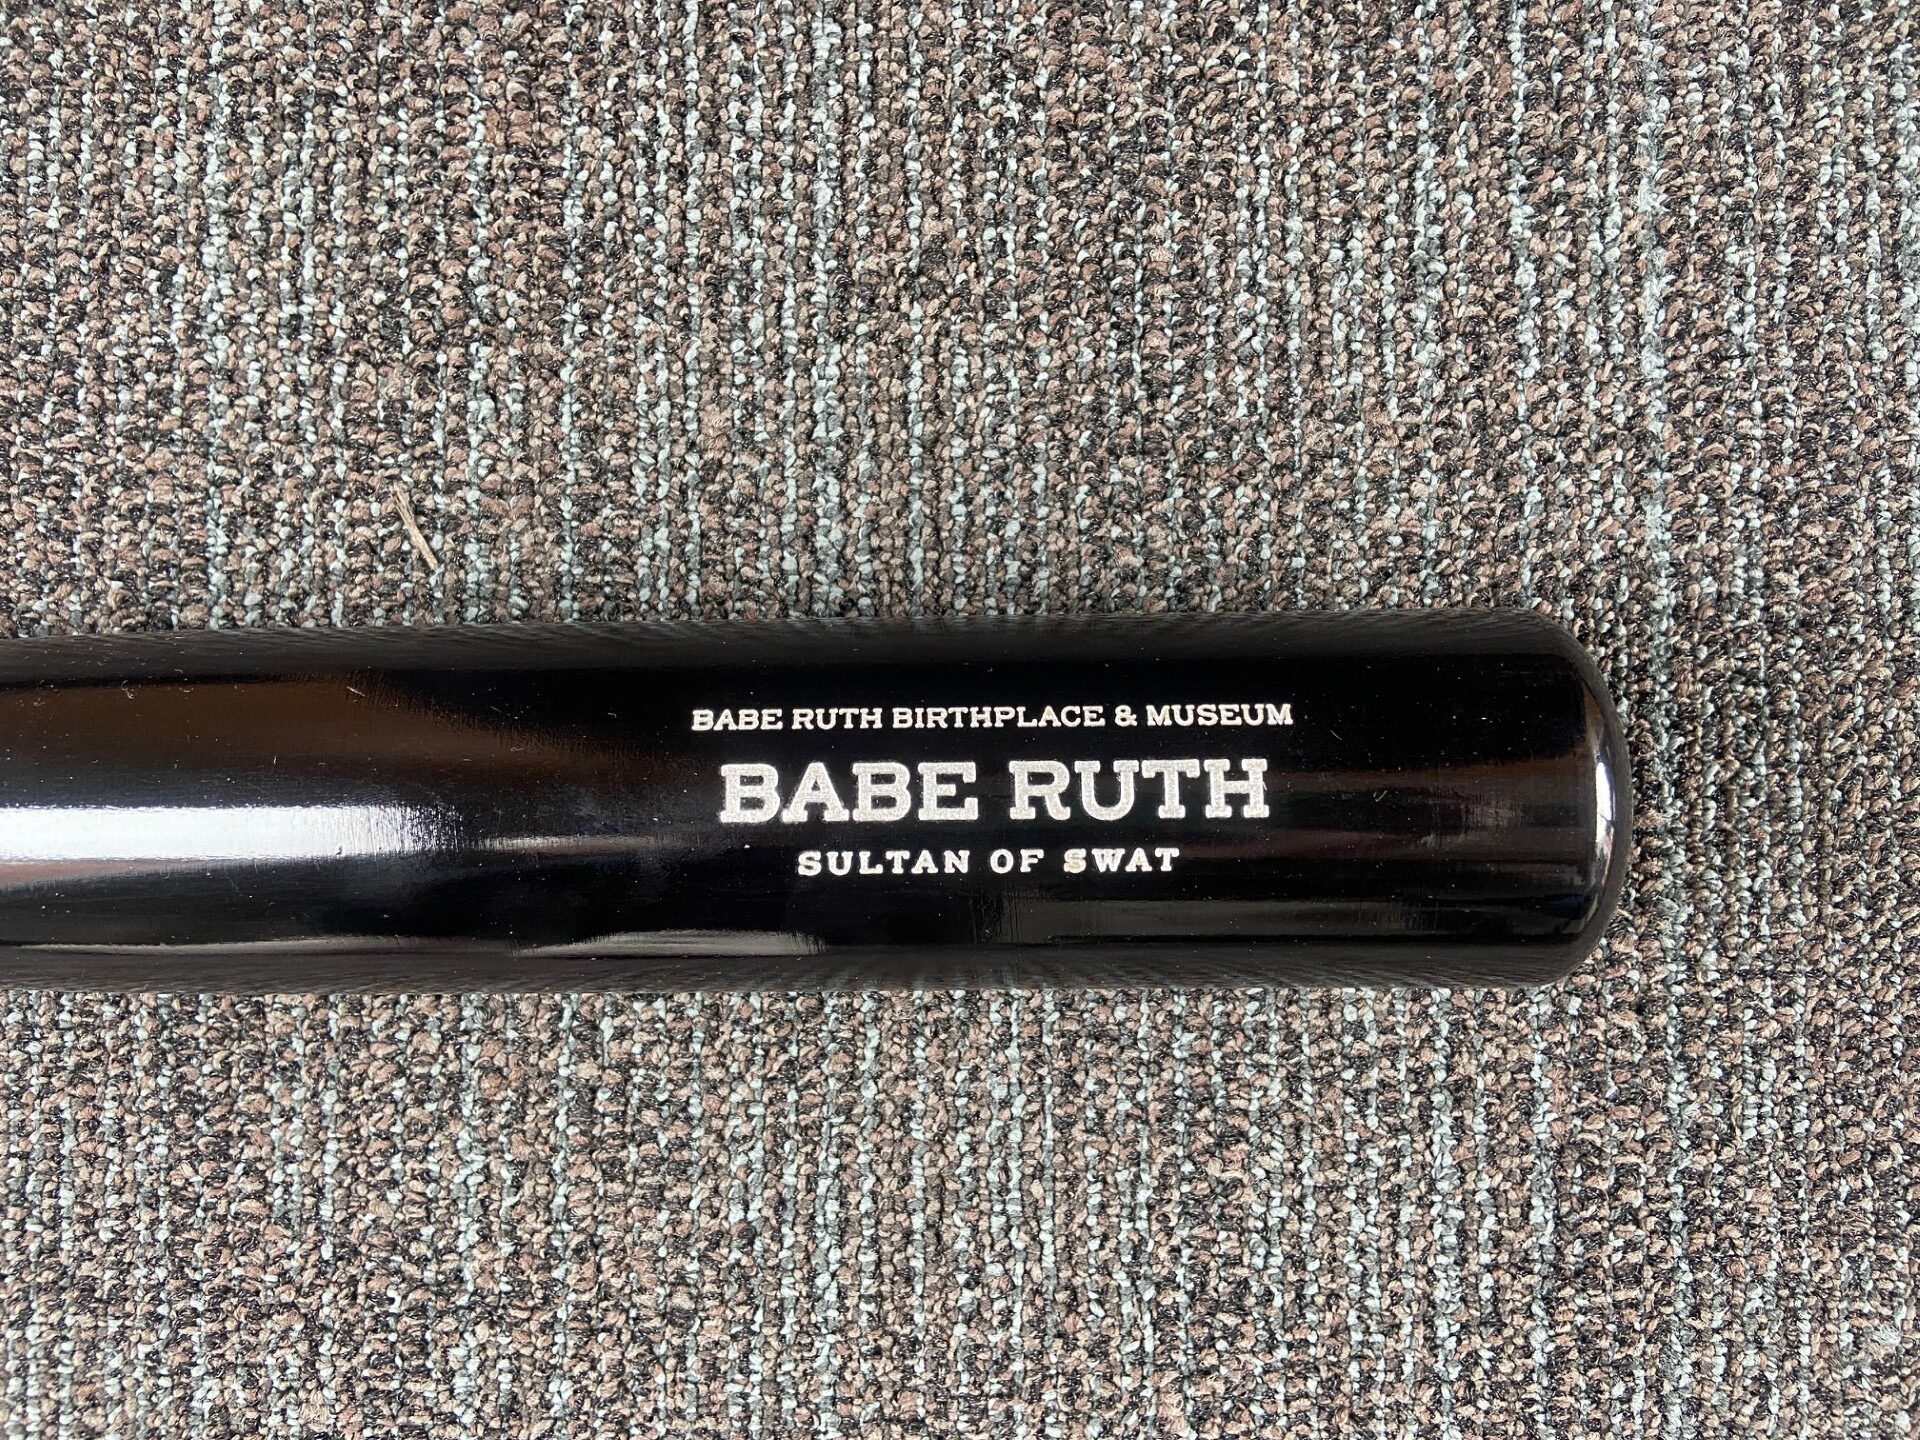 BABE RUTH BIRTHPLACE & MUSEUM
BABE RUTH
SULTAN OF SWAT